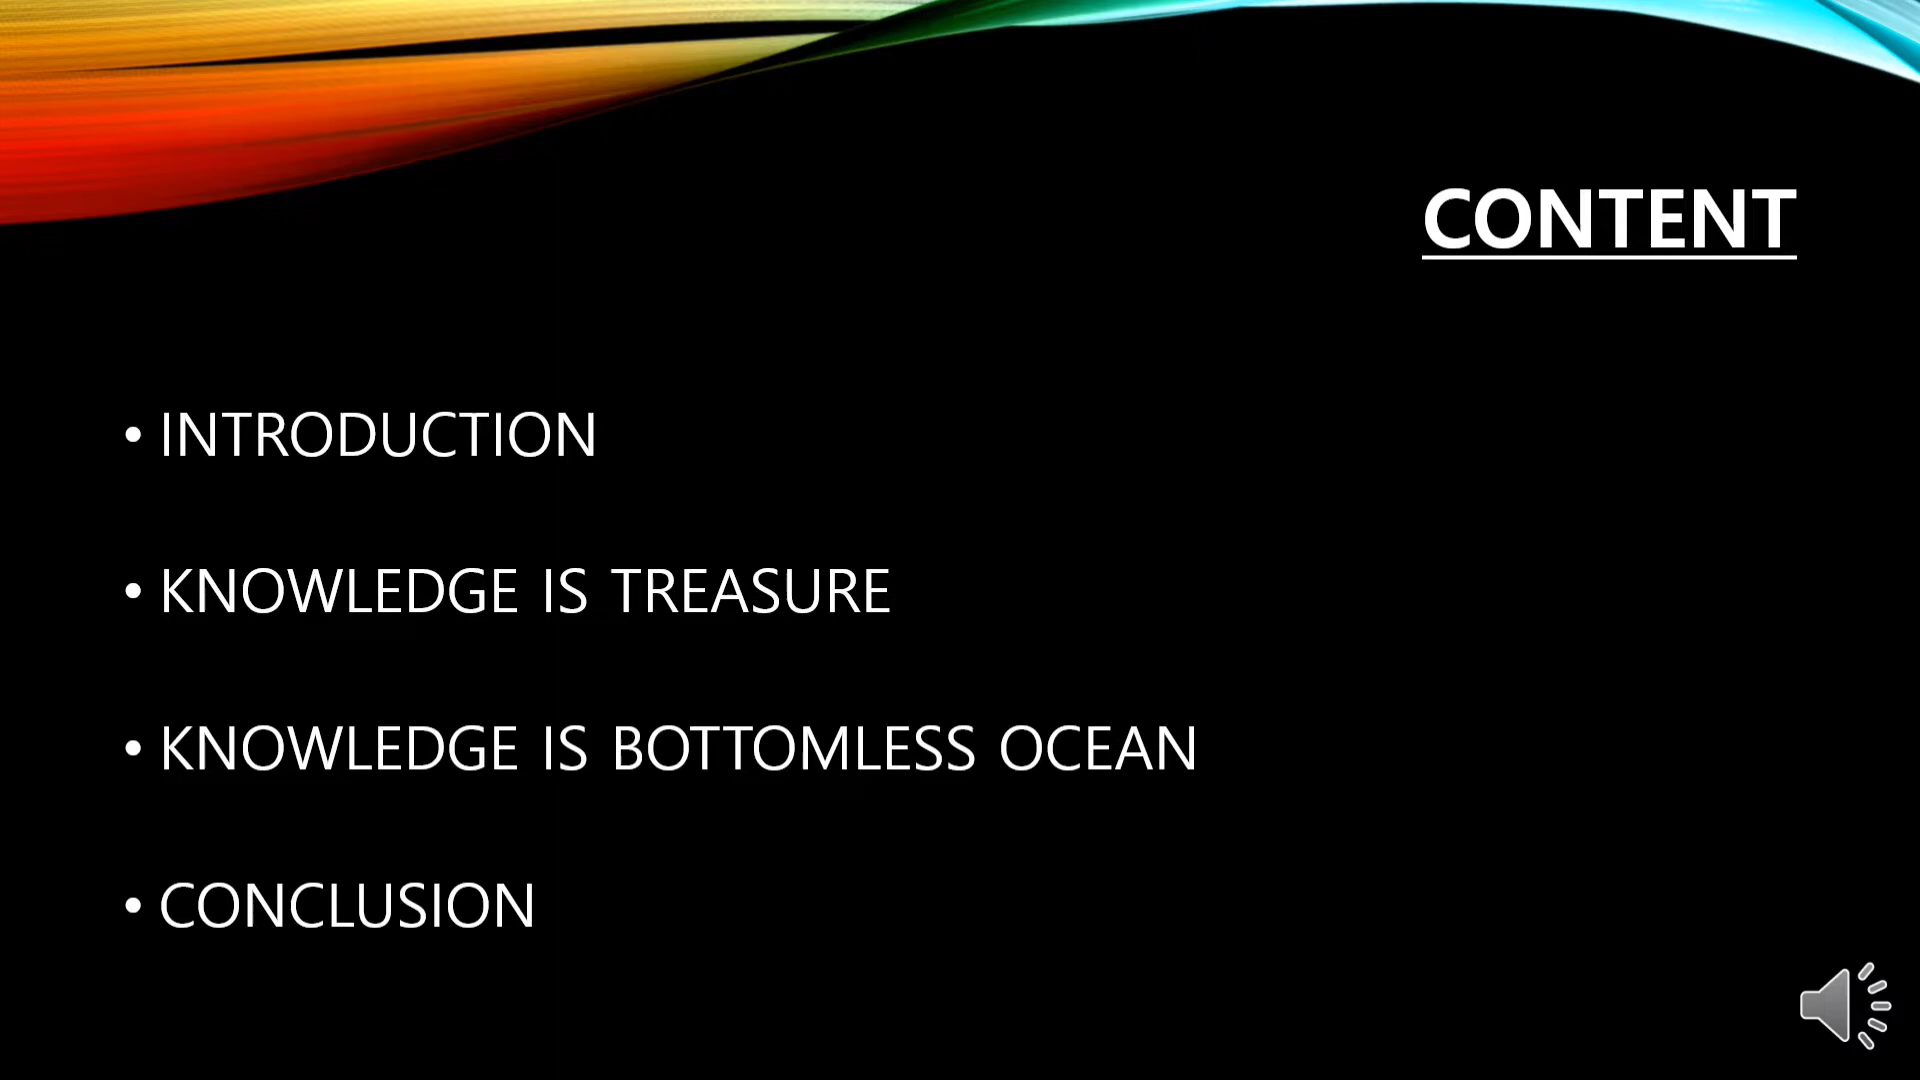 CONTENT
• INTRODUCTION
• KNOWLEDGE IS TREASURE
• KNOWLEDGE IS BOTTOMLESS OCEAN
• CONCLUSION